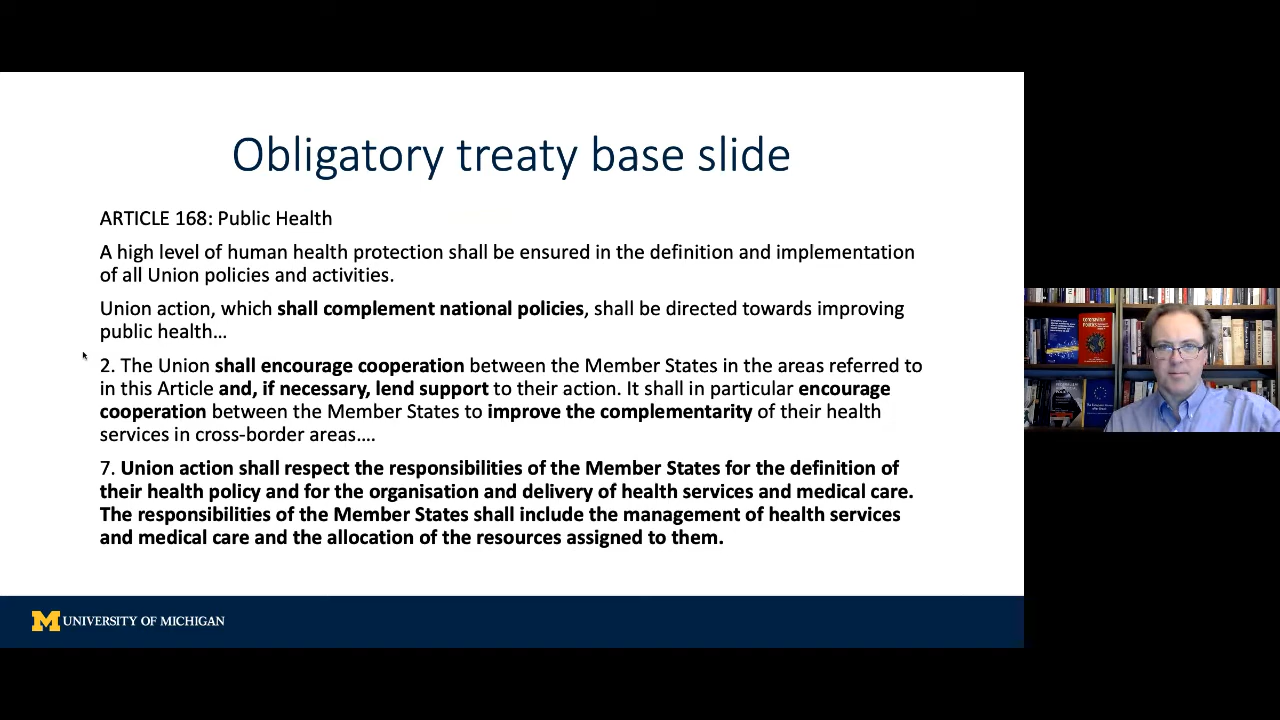 Obligatory treaty base slide
ARTICLE 168: Public Health
A high level of human health protection shall be ensured in the definition and implementation
of all Union policies and activities.
Union action, which shall complement national policies, shall be directed towards improving
public health…
2. The Union shall encourage cooperation between the Member States in the areas referred to
in this Article and, if necessary, lend support to their action. It shall in particular encourage
cooperation between the Member States to improve the complementarity of their health
services in cross-border areas….
7. Union action shall respect the responsibilities of the Member States for the definition of
their health policy and for the organisation and delivery of health services and medical care.
The responsibilities of the Member States shall include the management of health services
and medical care and the allocation of the resources assigned to them.
M UNIVERSITY OF MICHIGAN